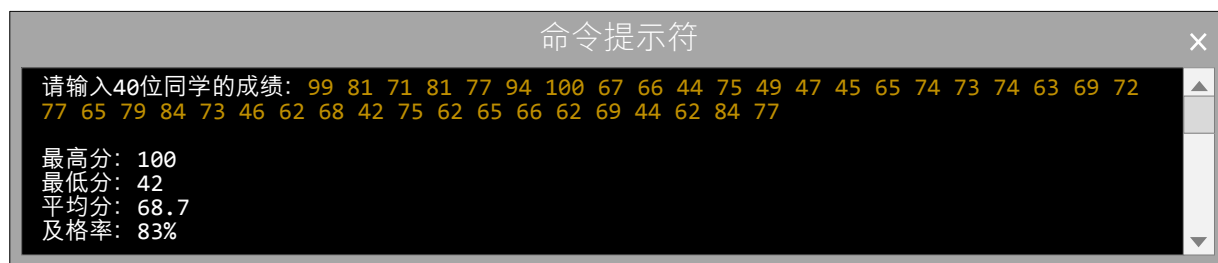 命令提示符
请输入40位同学的成绩: 99 81 71 81 77 94 100 67 66 44 75 49 47 45 65 74 73 74 63 69 72
77 65 79 84 73 46 62 68 42 75 62 65 66 62 69 44 62 84 77
最高分: 100
最低分: 42
平均分: 68.7
及格率: 83%